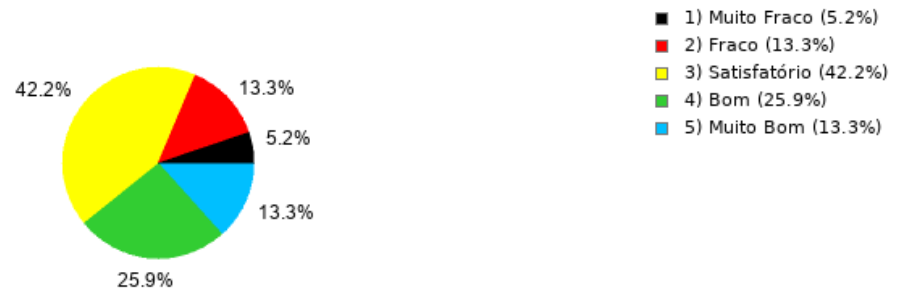 1) Muito Fraco (5.2%)
2) Fraco (13.3%)
3) Satisfatório (42.2%)
4) Bom (25.9%)
5) Muito Bom (13.3%)
42.2%
13.3%
5.2%
13.3%
25.9%